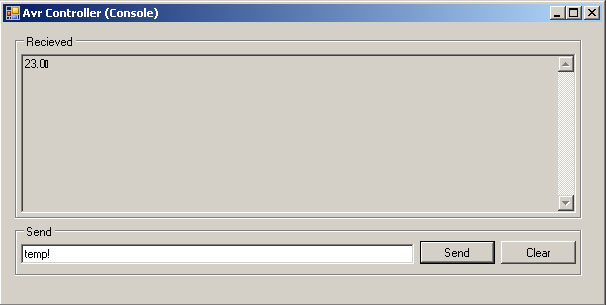 Avr Controller (Console)
Recieved
23.0▯
Send
temp!
Send
Clear